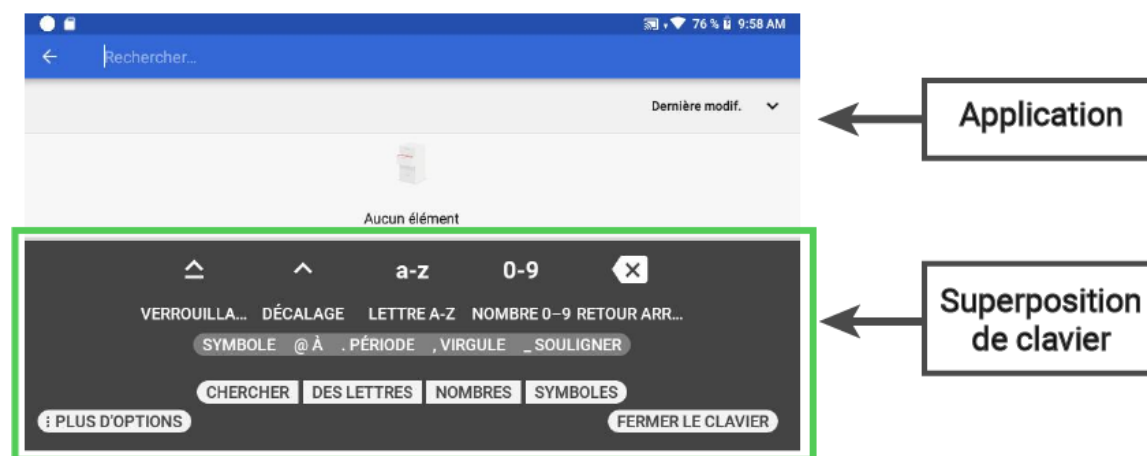 76 % 9:58 AM
Rechercher...
Dernière modif.
Application
Aucun élément
a-z 0-9
VERROUILLA... DÉCALAGE LETTRE A-Z NOMBRE 0–9 RETOUR ARR...
SYMBOLE @ À . PÉRIODE , VIRGULE _ SOULIGNER
Superposition
de clavier
CHERCHER DES LETTRES NOMBRES SYMBOLES
⋮ PLUS D'OPTIONS FERMER LE CLAVIER